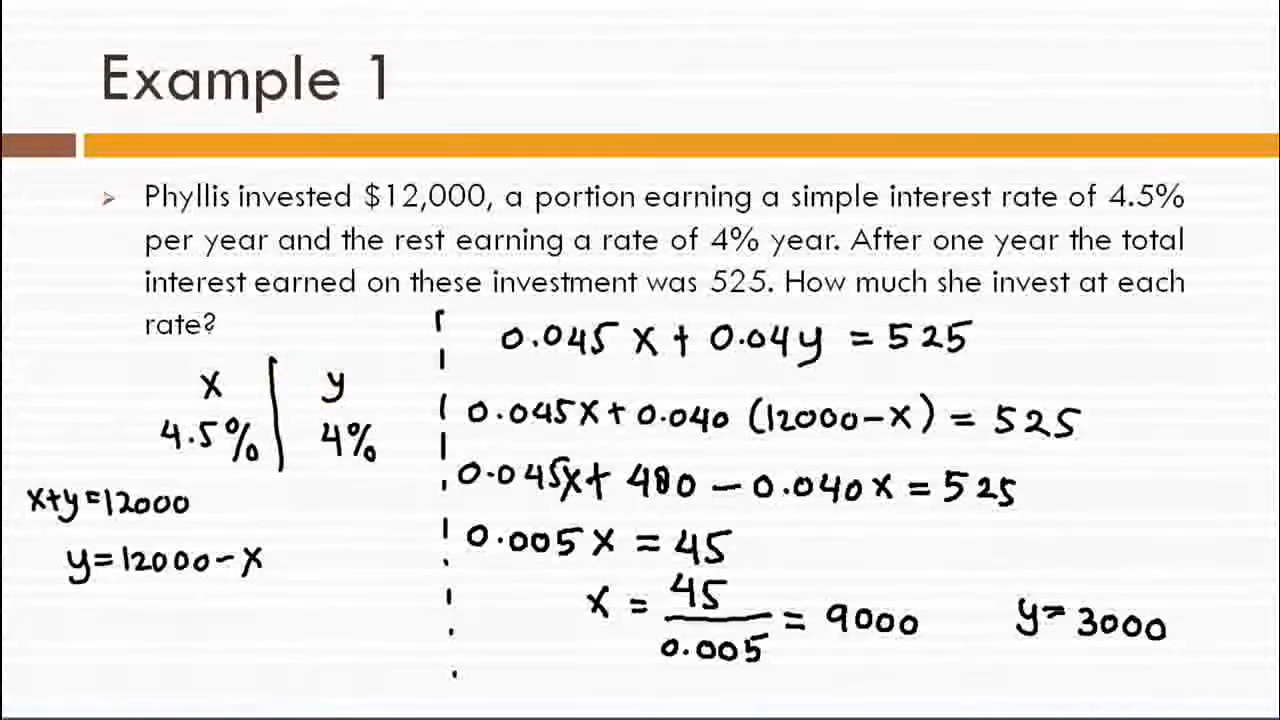 Example 1
Phyllis invested $12,000, a portion earning a simple interest rate of 4.5%
per year and the rest earning a rate of 4% year. After one year the total
interest earned on these investment was 525. How much she invest at each
rate?
x | y
4.5% | 4%
x+y=12000
y=12000-x
0.045x + 0.04y = 525
0.045x + 0.040 (12000-x) = 525
0.045x + 480 - 0.040x = 525
0.005x = 45
x = 45/0.005 = 9000
y= 3000